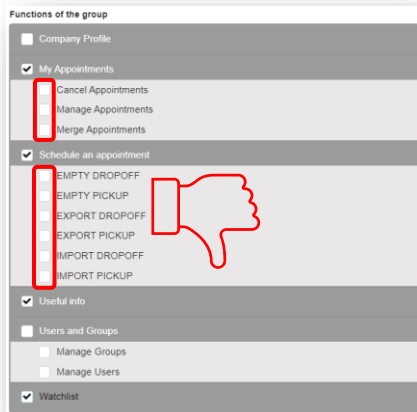 Functions of the group
Company Profile
My Appointments
Cancel Appointments
Manage Appointments
Merge Appointments
Schedule an appointment
EMPTY DROPOFF
EMPTY PICKUP
EXPORT DROPOFF
EXPORT PICKUP
IMPORT DROPOFF
IMPORT PICKUP
Useful info
Users and Groups
Manage Groups
Manage Users
Watchlist